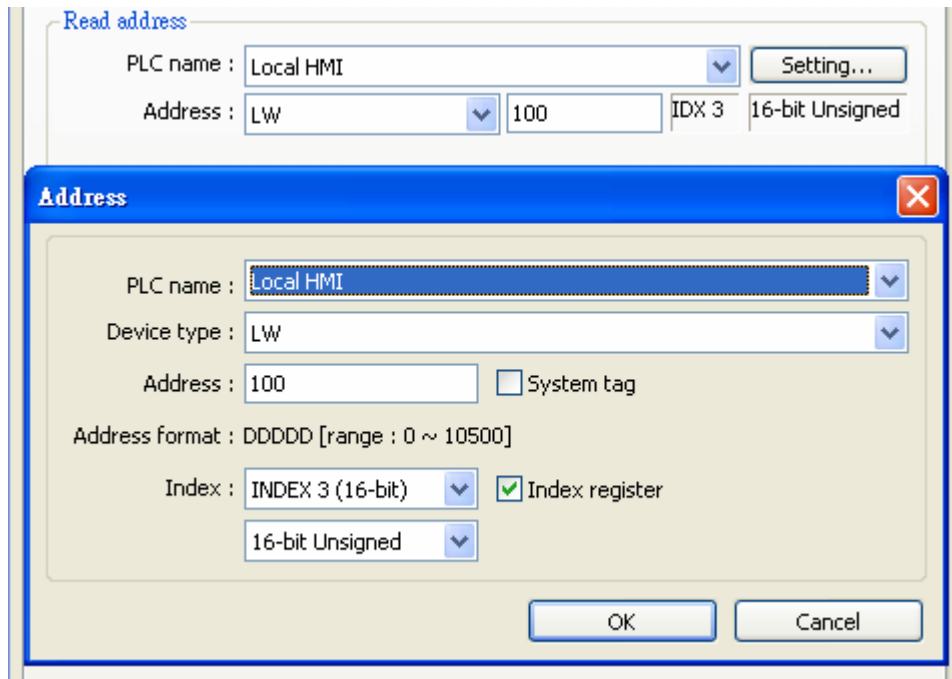 Read address
PLC name : Local HMI Setting...
Address : LW 100 IDX 3 16-bit Unsigned
Address
PLC name : Local HMI
Device type : LW
Address : 100 System tag
Address format : DDDDD [range : 0 ~ 10500]
Index : INDEX 3 (16-bit) Index register
16-bit Unsigned
OK Cancel